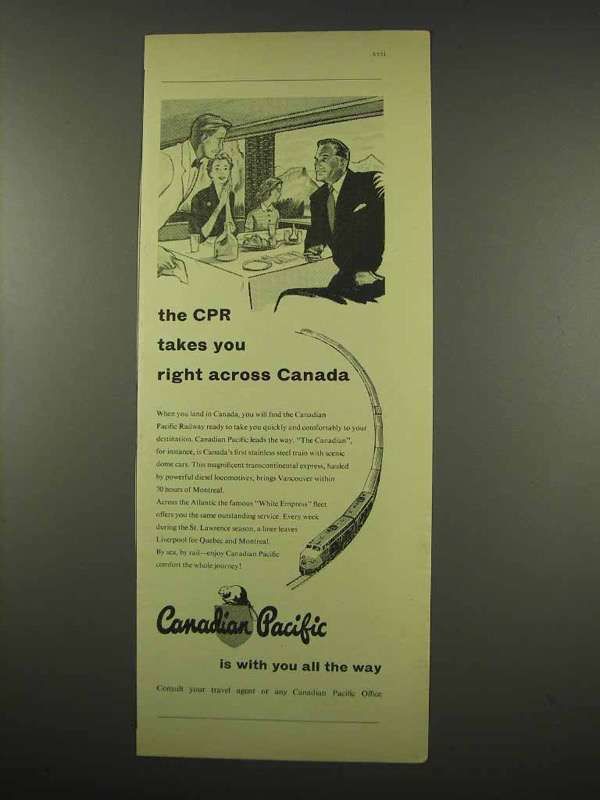 xvii
the CPR
takes you
right across Canada
When you land in Canada, you will find the Canadian
Pacific Railway ready to take you quickly and comfortably to your
destination. Canadian Pacific leads the way. "The Canadian",
for instance, is Canada's first stainless steel train with scenic
dome cars. This magnificent transcontinental express, hauled
by powerful diesel locomotives, brings Vancouver within
70 hours of Montreal.
Across the Atlantic the famous "White Empress" fleet
offers you the same outstanding service. Every week
during the St. Lawrence season, a liner leaves
Liverpool for Quebec and Montreal.
By sea, by rail—enjoy Canadian Pacific
comfort the whole journey!
Canadian Pacific
is with you all the way
Consult your travel agent or any Canadian Pacific Office